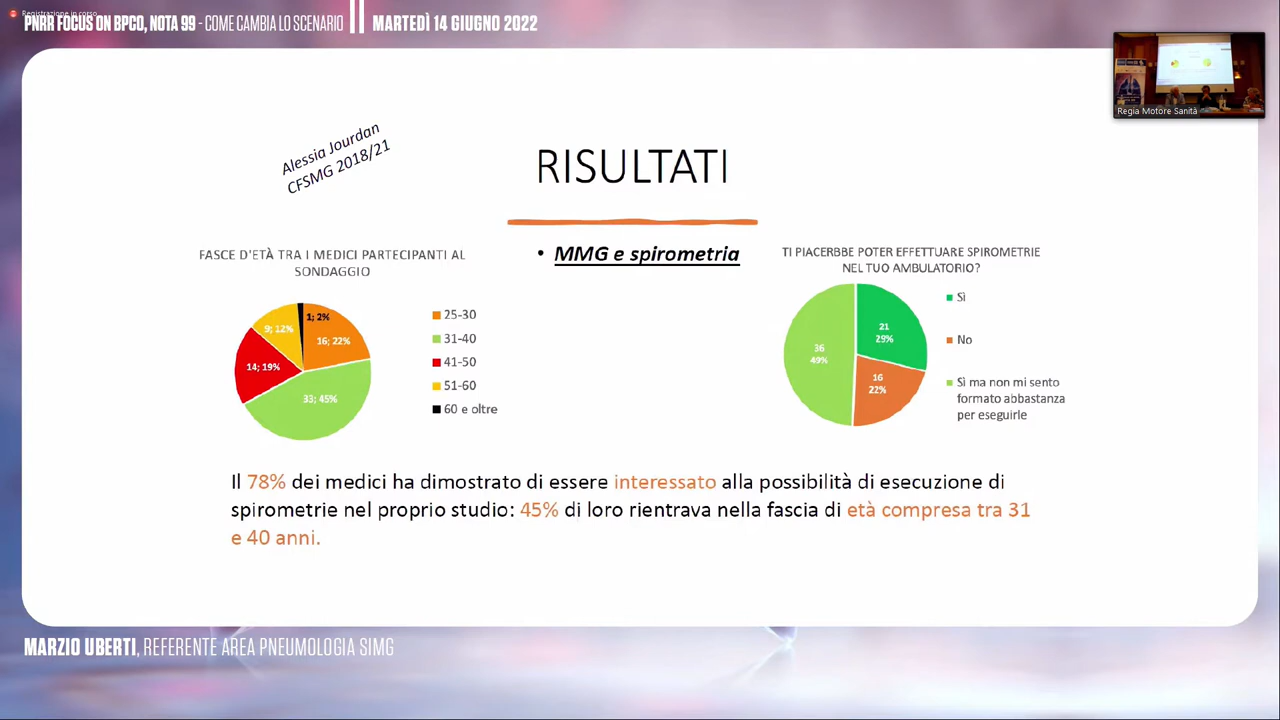 Registrazione in corso
PNRR FOCUS ON BPCO, NOTA 99 - COME CAMBIA LO SCENARIO || MARTEDÌ 14 GIUGNO 2022
Regia Motore Sanità
Alessia Jourdan
CFSMG 2018/21
RISULTATI
• MMG e spirometria
FASCE D'ETÀ TRA I MEDICI PARTECIPANTI AL
SONDAGGIO
1; 2%
9; 12%
16; 22%
14; 19%
33; 45%
25-30
31-40
41-50
51-60
60 e oltre
TI PIACERBBE POTER EFFETTUARE SPIROMETRIE
NEL TUO AMBULATORIO?
21
29%
36
49%
16
22%
Sì
No
Sì ma non mi sento
formato abbastanza
per eseguirle
Il 78% dei medici ha dimostrato di essere interessato alla possibilità di esecuzione di
spirometrie nel proprio studio: 45% di loro rientrava nella fascia di età compresa tra 31
e 40 anni.
MARZIO UBERTI, REFERENTE AREA PNEUMOLOGIA SIMG